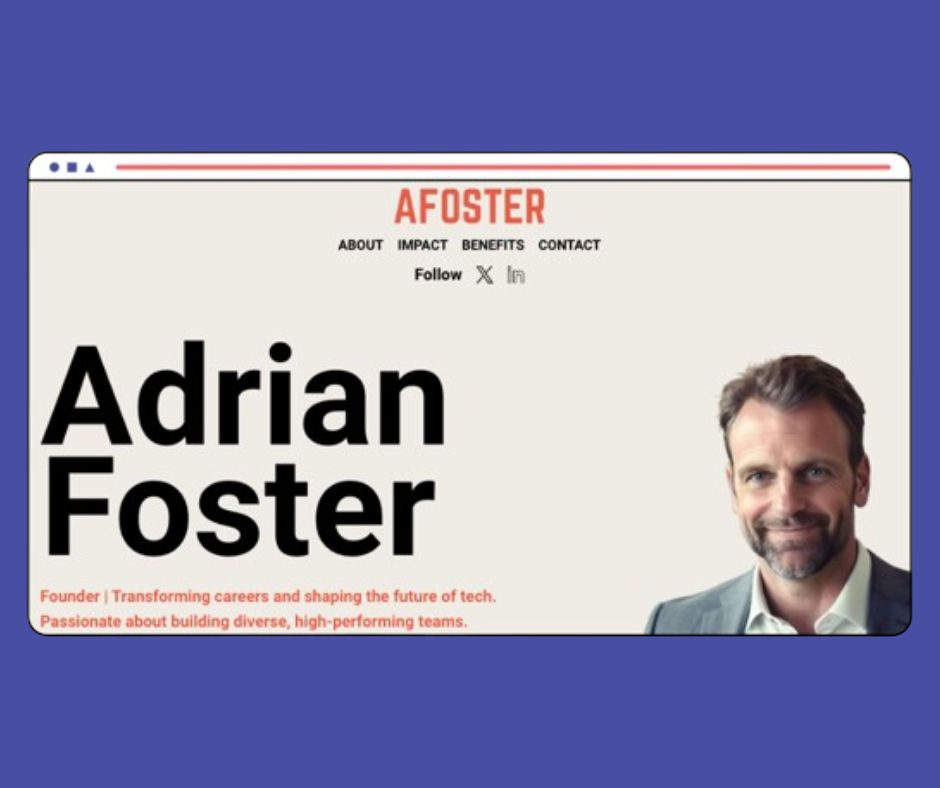 AFOSTER
ABOUT IMPACT BENEFITS CONTACT
Follow X in
Adrian
Foster
Founder | Transforming careers and shaping the future of tech.
Passionate about building diverse, high-performing teams.